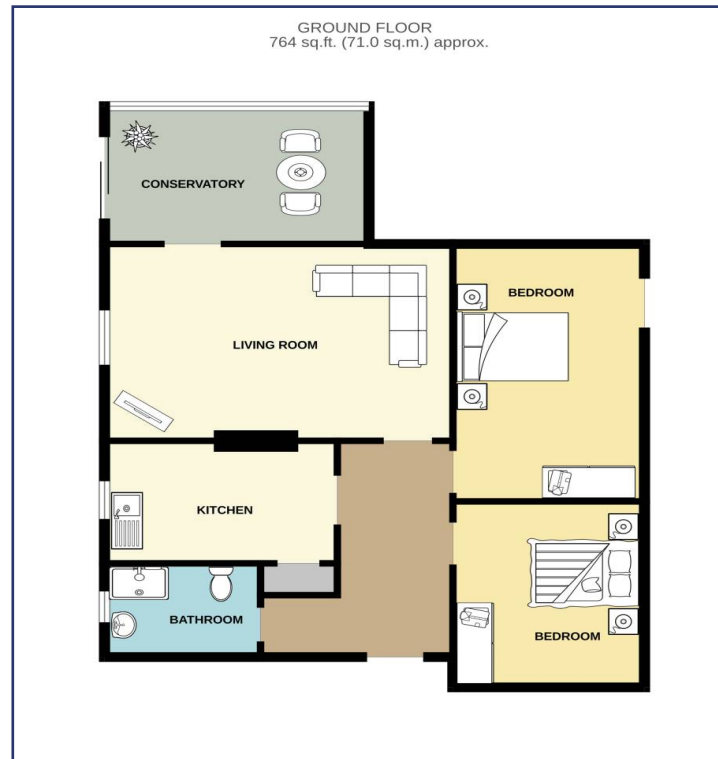 GROUND FLOOR
764 sq.ft. (71.0 sq.m.) approx.
CONSERVATORY
BEDROOM
LIVING ROOM
KITCHEN
BATHROOM
BEDROOM